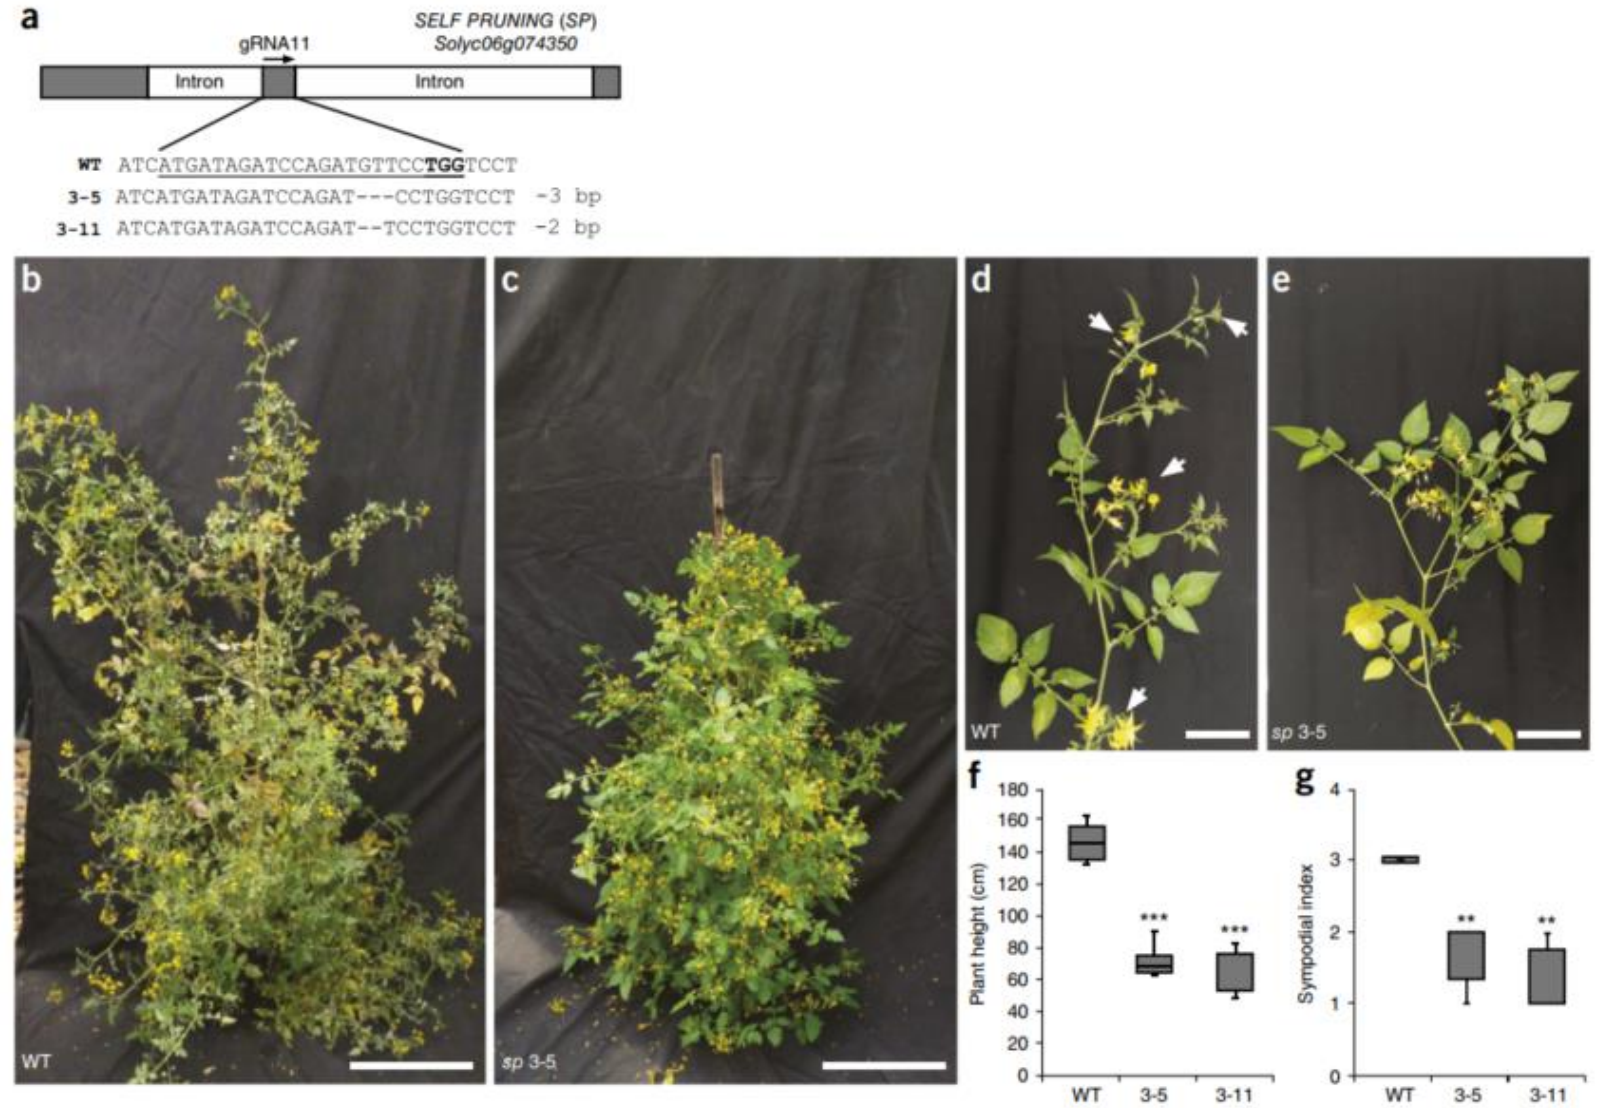 a
SELF PRUNING (SP)
Solyc06g074350
gRNA11
Intron
Intron
WT ATCATGATAGATCCAGATGTTCCTGGTCCT
3-5 ATCATGATAGATCCAGAT---CCTGGTCCT -3 bp
3-11 ATCATGATAGATCCAGAT--TCCTGGTCCT -2 bp
b
WT
c
sp 3-5
d
WT
e
sp 3-5
f
Plant height (cm)
180
160
140
120
100
80
60
40
20
0
***
***
WT 3-5 3-11
g
Sympodial index
4
3
2
1
0
**
**
WT 3-5 3-11